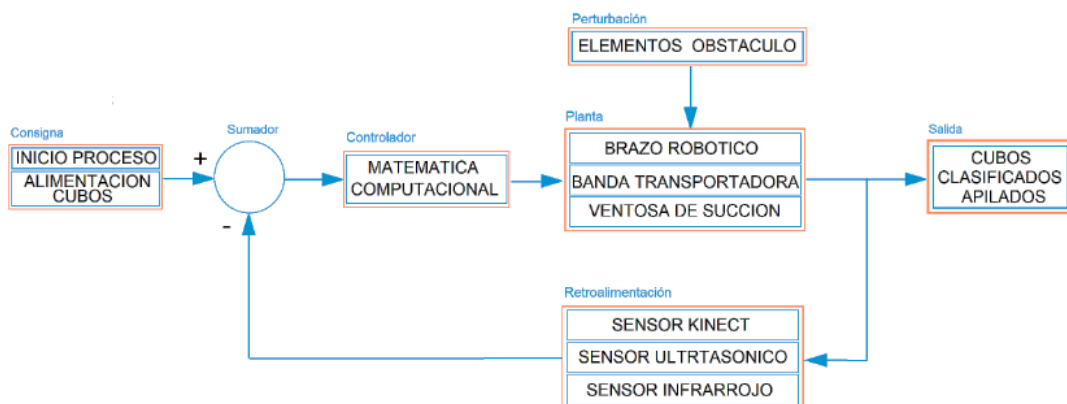 Perturbación
ELEMENTOS OBSTACULO
Consigna
INICIO PROCESO
ALIMENTACION
CUBOS
Sumador
+
-
Controlador
MATEMATICA
COMPUTACIONAL
Planta
BRAZO ROBOTICO
BANDA TRANSPORTADORA
VENTOSA DE SUCCION
Salida
CUBOS
CLASIFICADOS
APILADOS
Retroalimentación
SENSOR KINECT
SENSOR ULTRTASONICO
SENSOR INFRARROJO